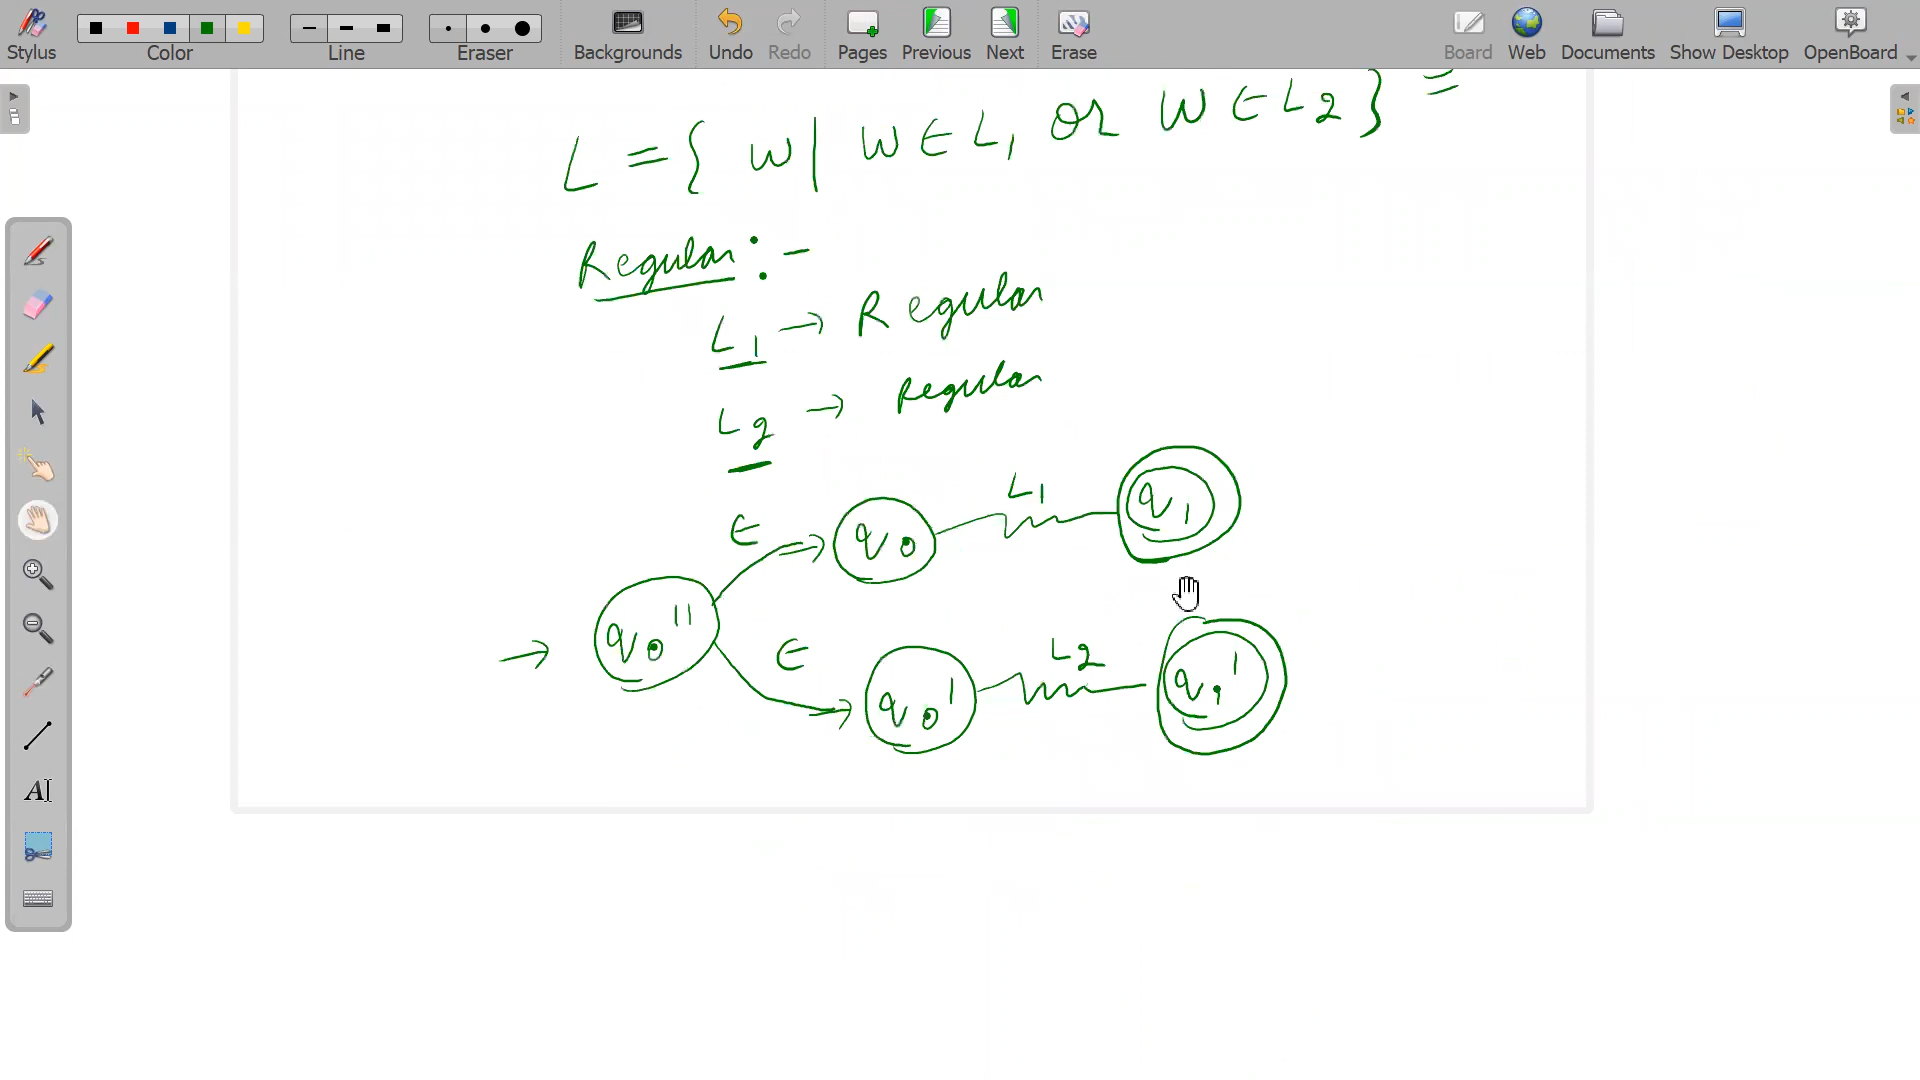 Stylus Color Line Eraser Backgrounds Undo Redo Pages Previous Next Erase Board Web Documents Show Desktop OpenBoard
L = { w | w ∈ L1 or w ∈ L2 } =
Regular :-
L1 → Regular
L2 → Regular
L1
∈ q0 q1
q0''
→ ∈ L2
q0' q1'
AI